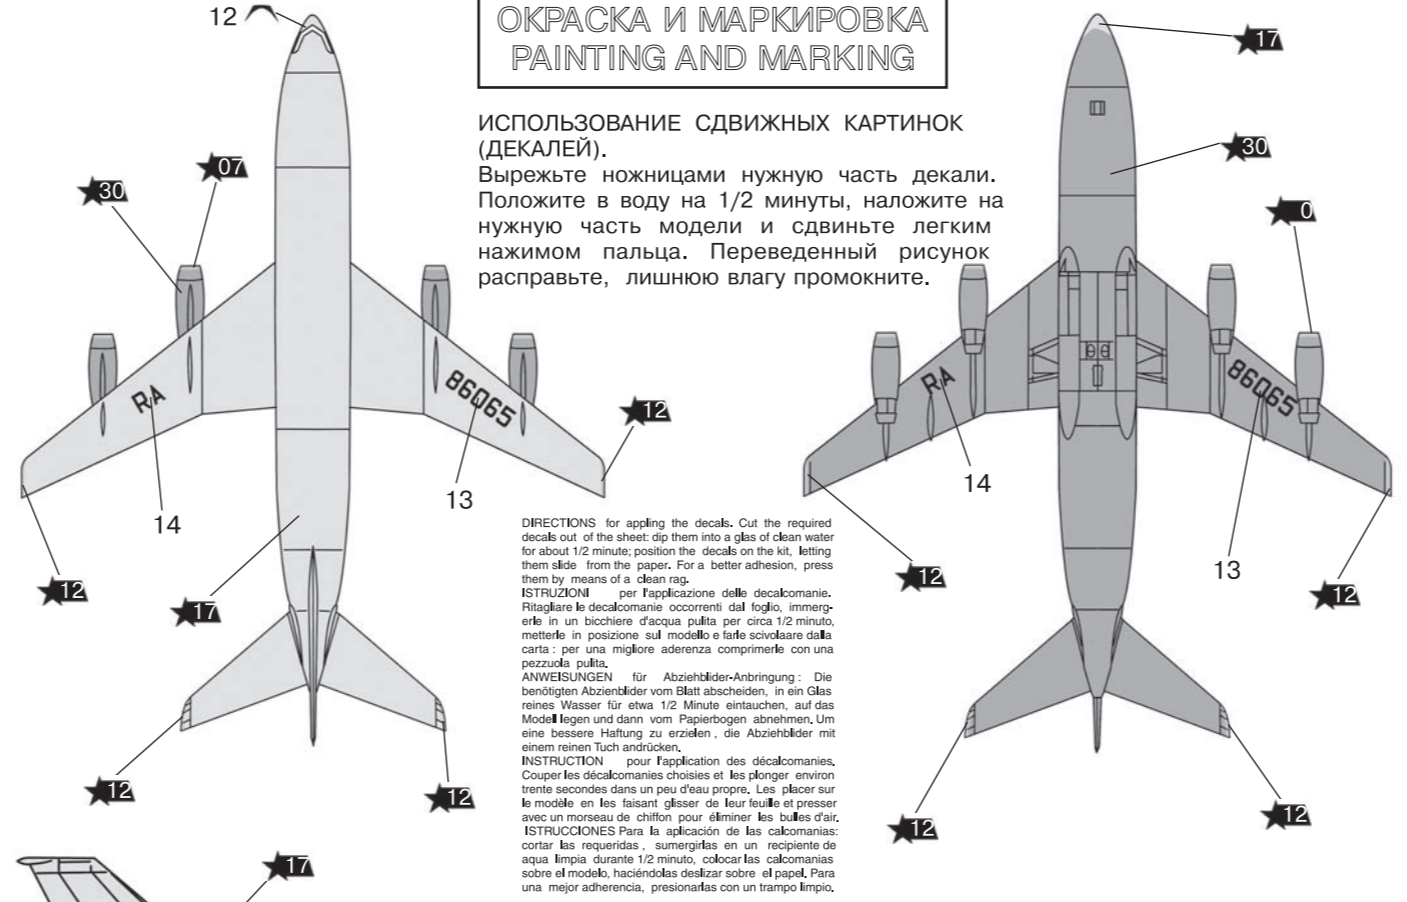 12
ОКРАСКА И МАРКИРОВКА
PAINTING AND MARKING
17
ИСПОЛЬЗОВАНИЕ СДВИЖНЫХ КАРТИНОК
(ДЕКАЛЕЙ).
Вырежьте ножницами нужную часть декали.
Положите в воду на 1/2 минуты, наложите на
нужную часть модели и сдвиньте легким
нажимом пальца. Переведенный рисунок
расправьте, лишнюю влагу промокните.
07
30
30
0
RA
86065
12
14
13
12
17
12
12
RA
86065
14
13
12
12
12
12
DIRECTIONS for appling the decals. Cut the required
decals out of the sheet: dip them into a glas of clean water
for about 1/2 minute; position the decals on the kit, letting
them slide from the paper. For a better adhesion, press
them by means of a clean rag.
ISTRUZIONI per l'applicazione delle decalcomanie.
Ritagliare le decalcomanie occorrenti dal foglio, immerg-
erle in un bicchiere d'acqua pulita per circa 1/2 minuto,
metterle in posizione sul modello e farle scivolaare dalla
carta : per una migliore aderenza comprimerle con una
pezzuola pulita.
ANWEISUNGEN für Abziehblider-Anbringung : Die
benötigten Abzienblider vom Blatt abscheiden, in ein Glas
reines Wasser für etwa 1/2 Minute eintauchen, auf das
Modell legen und dann vom Papierbogen abnehmen. Um
eine bessere Haftung zu erzielen , die Abziehblider mit
einem reinen Tuch andrücken.
INSTRUCTION pour l'application des décalcomanies.
Couper les décalcomanies choisies et les plonger environ
trente secondes dans un peu d'eau propre. Les placer sur
le modèle en les faisant glisser de leur feuille et presser
avec un morseau de chiffon pour éliminer les bulles d'air.
ISTRUCCIONES Para la aplicación de las calcomanias:
cortar las requeridas , sumergirlas en un recipiente de
aqua limpia durante 1/2 minuto, colocar las calcomanias
sobre el modelo, haciéndolas deslizar sobre el papel. Para
una mejor adherencia, presionarlas con un trampo limpio.
17